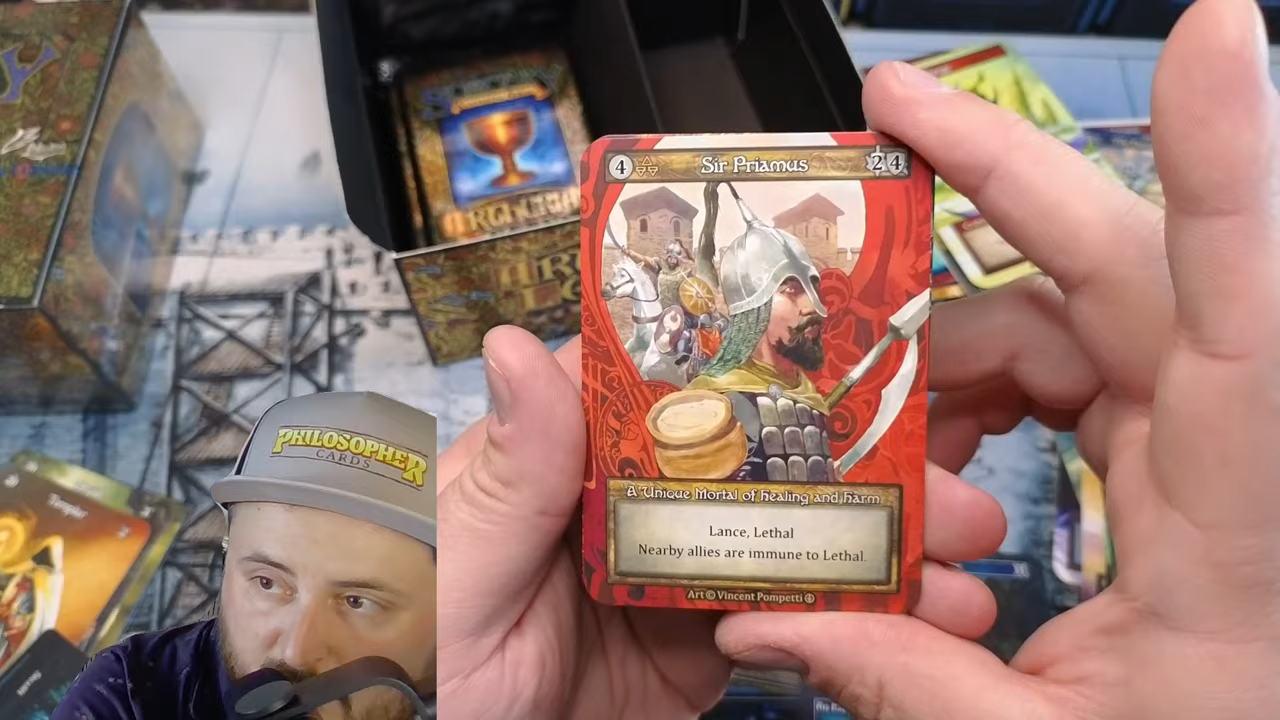 4
Sir Priamus
2 4
A Unique Mortal of Healing and Harm
Lance, Lethal
Nearby allies are immune to Lethal.
Art © Vincent Pompetti
PHILOSOPHER
CARDS
Templar